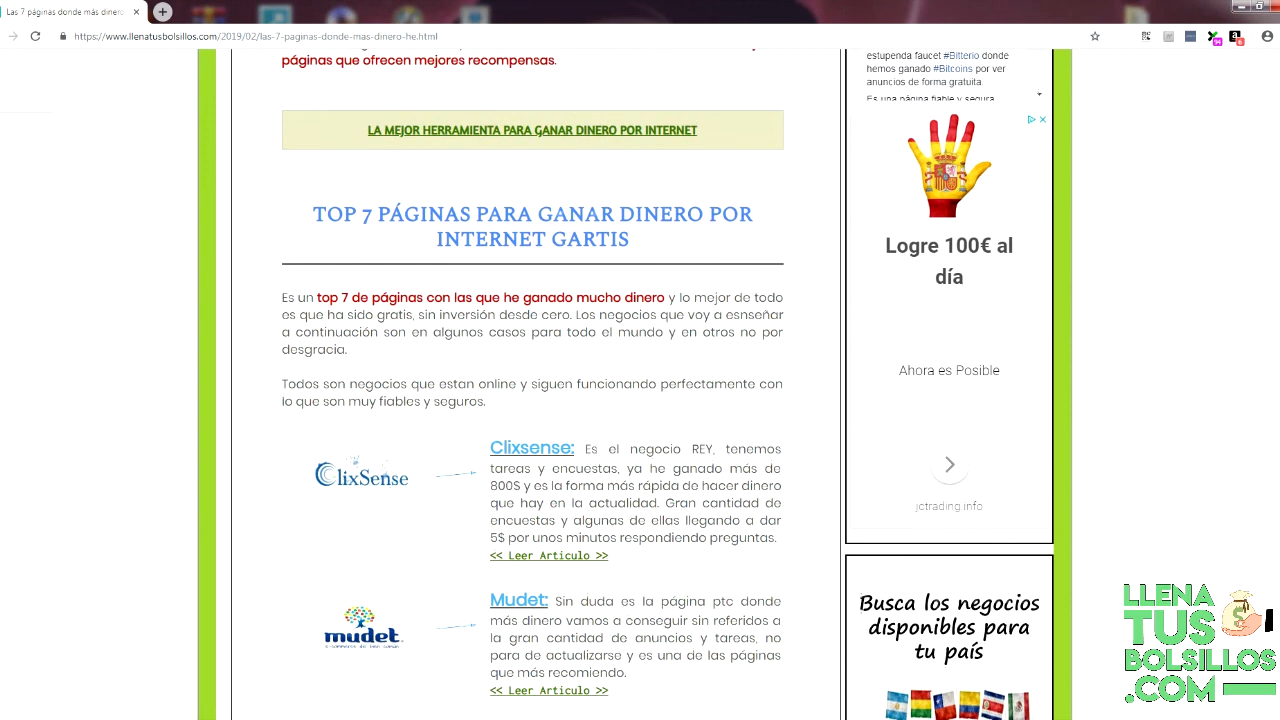 Las 7 páginas donde más dinero
https://www.llenatusbolsillos.com/2019/02/las-7-paginas-donde-mas-dinero-he.html
páginas que ofrecen mejores recompensas.
LA MEJOR HERRAMIENTA PARA GANAR DINERO POR INTERNET
TOP 7 PÁGINAS PARA GANAR DINERO POR
INTERNET GARTIS
Es un top 7 de páginas con las que he ganado mucho dinero y lo mejor de todo
es que ha sido gratis, sin inversión desde cero. Los negocios que voy a esnseñar
a continuación son en algunos casos para todo el mundo y en otros no por
desgracia.
Todos son negocios que estan online y siguen funcionando perfectamente con
lo que son muy fiables y seguros.
ClixSense
Clixsense: Es el negocio REY, tenemos
tareas y encuestas, ya he ganado más de
800$ y es la forma más rápida de hacer dinero
que hay en la actualidad. Gran cantidad de
encuestas y algunas de ellas llegando a dar
5$ por unos minutos respondiendo preguntas.
<< Leer Artículo >>
mudet
Mudet: Sin duda es la página ptc donde
más dinero vamos a conseguir sin referidos a
la gran cantidad de anuncios y tareas, no
para de actualizarse y es una de las páginas
que más recomiendo.
<< Leer Artículo >>
estupenda faucet #Bitterio donde
hemos ganado #Bitcoins por ver
anuncios de forma gratuita.
Es una página fiable y segura
Logre 100€ al
día
Ahora es Posible
jctrading.info
Busca los negocios
disponibles para
tu país
LLENA
TUS
BOLSILLOS
.COM